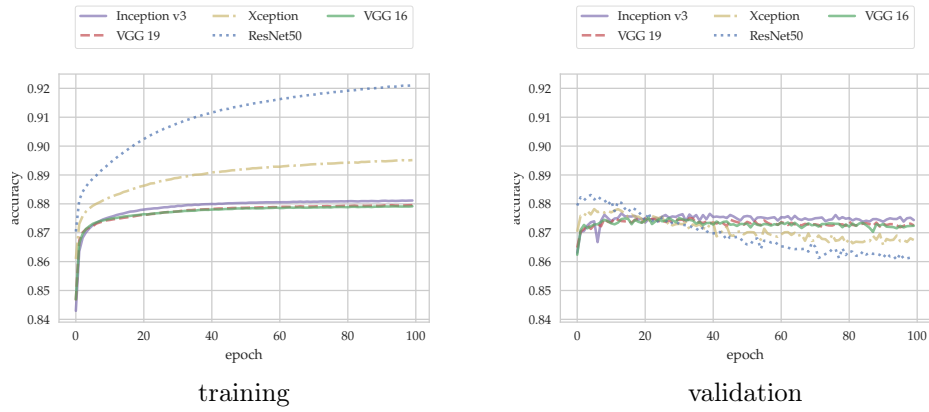 Inception v3 Xception VGG 16
VGG 19 ResNet50
0.92
0.91
0.90
0.89
0.88
0.87
0.86
0.85
0.84
accuracy
0 20 40 60 80 100
epoch
training
Inception v3 Xception VGG 16
VGG 19 ResNet50
0.92
0.91
0.90
0.89
0.88
0.87
0.86
0.85
0.84
accuracy
0 20 40 60 80 100
epoch
validation